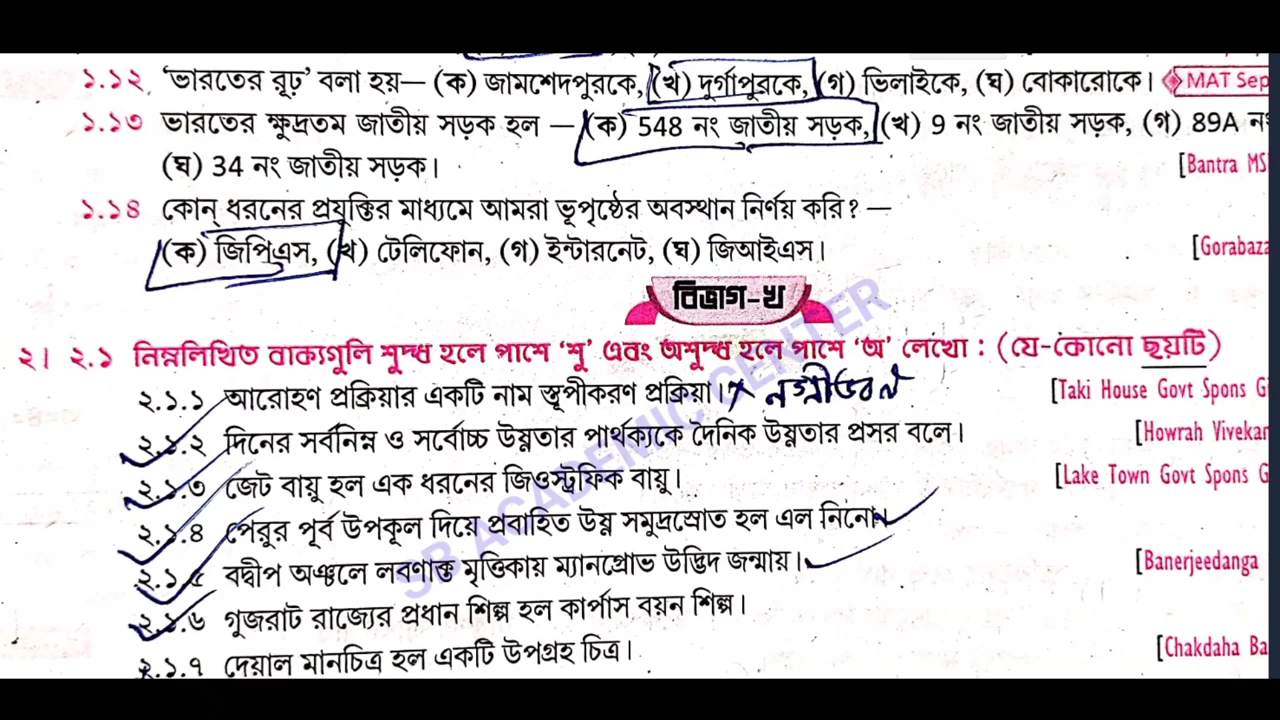 ১.১২ 'ভারতের রূঢ়' বলা হয়— (ক) জামশেদপুরকে, (খ) দুর্গাপুরকে, (গ) ভিলাইকে, (ঘ) বোকারোকে। MAT Sep
১.১৩ ভারতের ক্ষুদ্রতম জাতীয় সড়ক হল — (ক) 548 নং জাতীয় সড়ক, (খ) 9 নং জাতীয় সড়ক, (গ) 89A নং
(ঘ) 34 নং জাতীয় সড়ক। [Bantra MS
১.১৪ কোন্ ধরনের প্রযুক্তির মাধ্যমে আমরা ভূপৃষ্ঠের অবস্থান নির্ণয় করি? —
(ক) জিপিএস, (খ) টেলিফোন, (গ) ইন্টারনেট, (ঘ) জিআইএস। [Gorabaza
বিভাগ-খ
২। ২.১ নিম্নলিখিত বাক্যগুলি শুদ্ধ হলে পাশে 'শু' এবং অশুদ্ধ হলে পাশে 'অ' লেখো : (যে-কোনো ছয়টি)
২.১.১ আরোহণ প্রক্রিয়ার একটি নাম স্তূপীকরণ প্রক্রিয়া। [Taki House Govt Spons Gi
২.১.২ দিনের সর্বনিম্ন ও সর্বোচ্চ উষ্ণতার পার্থক্যকে দৈনিক উষ্ণতার প্রসর বলে। [Howrah Vivekan
২.১.৩ জেট বায়ু হল এক ধরনের জিওস্ট্রফিক বায়ু। [Lake Town Govt Spons G
২.১.৪ পেরুর পূর্ব উপকূল দিয়ে প্রবাহিত উষ্ণ সমুদ্রস্রোত হল এল নিনো।
২.১.৫ বদ্বীপ অঞ্চলে লবণাক্ত মৃত্তিকায় ম্যানগ্রোভ উদ্ভিদ জন্মায়। [Banerjeedanga
২.১.৬ গুজরাট রাজ্যের প্রধান শিল্প হল কার্পাস বয়ন শিল্প।
২.১.৭ দেয়াল মানচিত্র হল একটি উপগ্রহ চিত্র। [Chakdaha Ba
SB ACADEMIC CENTER